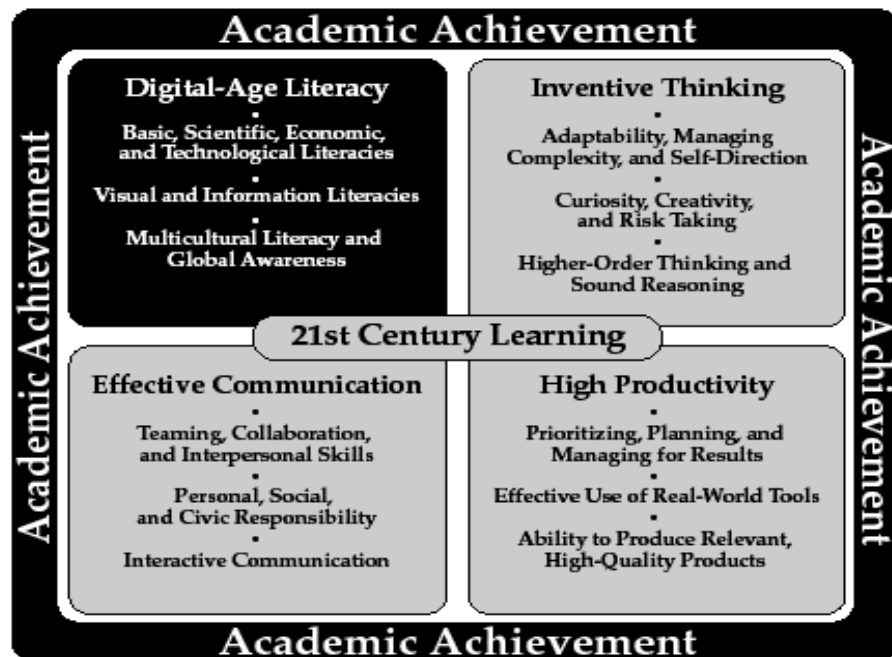 Academic Achievement
Digital-Age Literacy
•
Basic, Scientific, Economic,
and Technological Literacies
•
Visual and Information Literacies
•
Multicultural Literacy and
Global Awareness
Inventive Thinking
•
Adaptability, Managing
Complexity, and Self-Direction
•
Curiosity, Creativity,
and Risk Taking
•
Higher-Order Thinking and
Sound Reasoning
Academic Achievement
Academic Achievement
21st Century Learning
Effective Communication
•
Teaming, Collaboration,
and Interpersonal Skills
•
Personal, Social,
and Civic Responsibility
•
Interactive Communication
High Productivity
•
Prioritizing, Planning, and
Managing for Results
•
Effective Use of Real-World Tools
•
Ability to Produce Relevant,
High-Quality Products
Academic Achievement